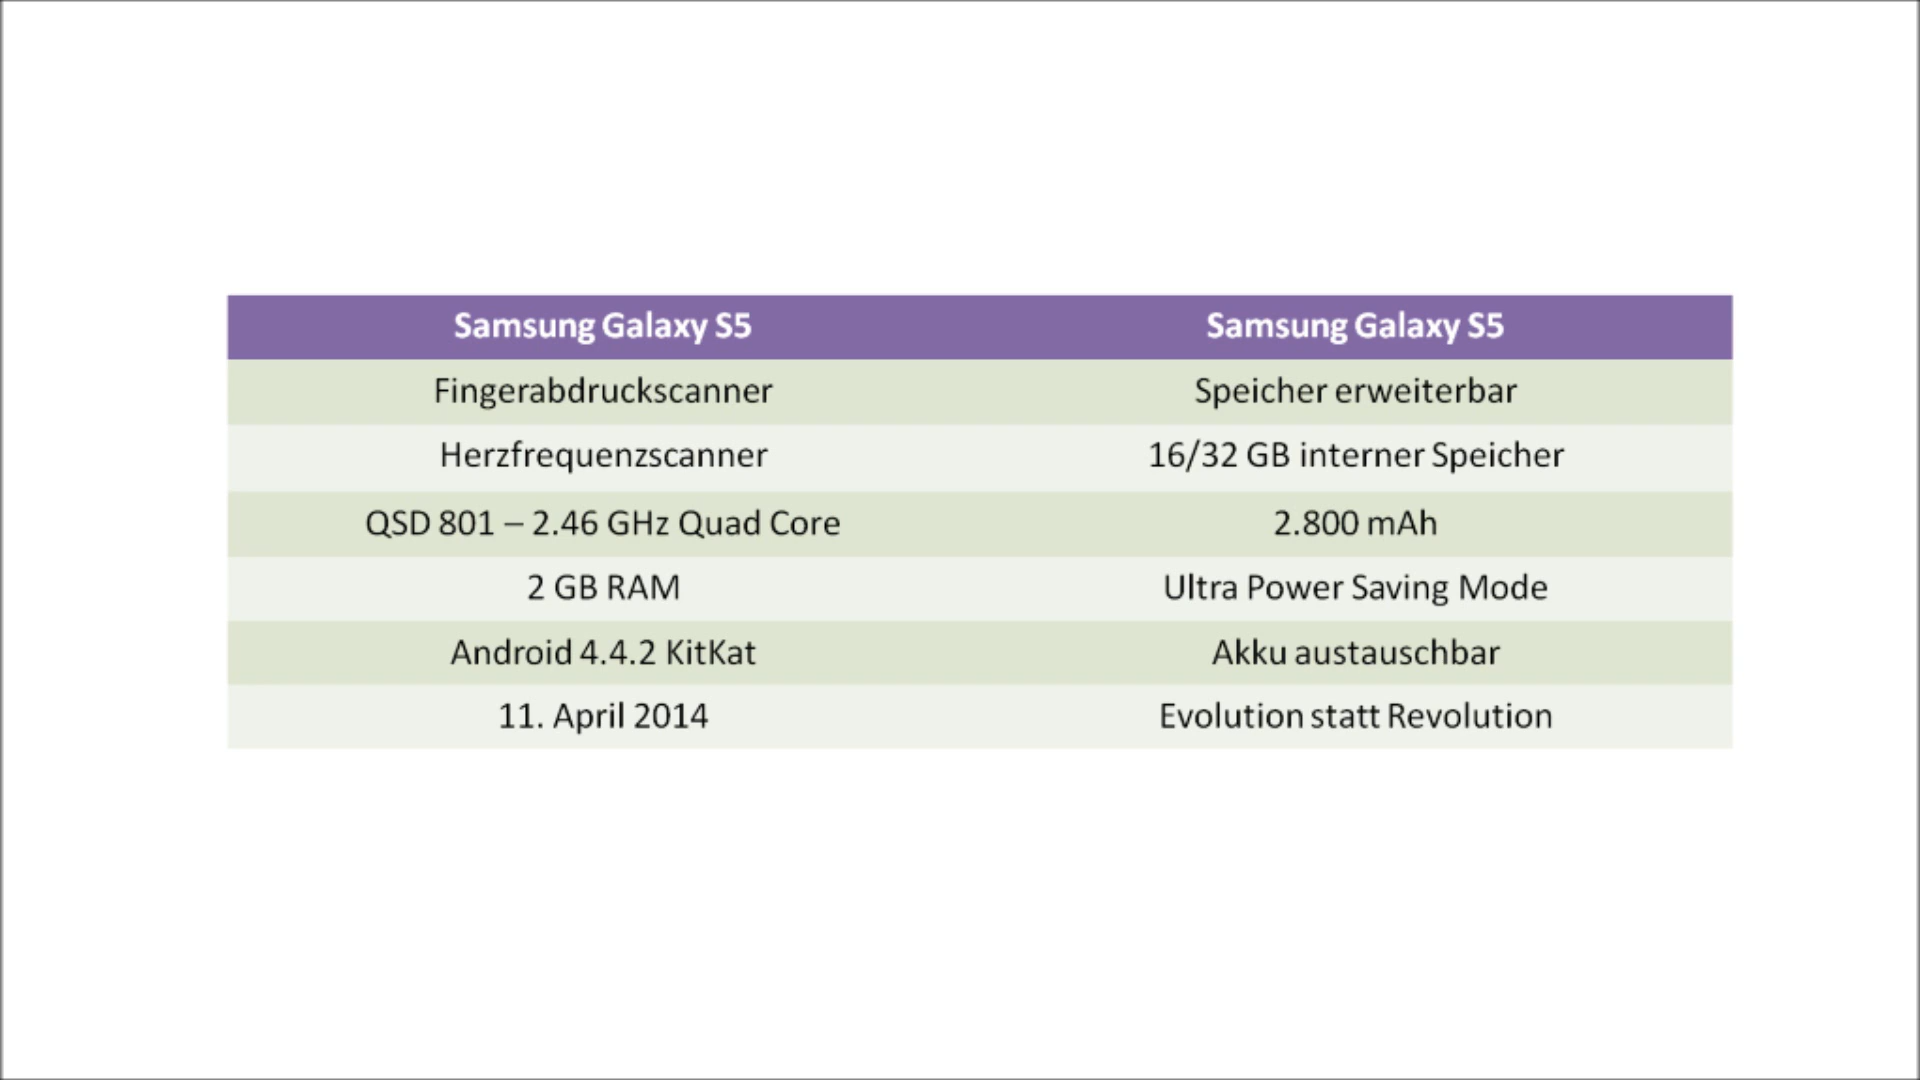 Samsung Galaxy S5 Samsung Galaxy S5
Fingerabdruckscanner Speicher erweiterbar
Herzfrequenzscanner 16/32 GB interner Speicher
QSD 801 – 2.46 GHz Quad Core 2.800 mAh
2 GB RAM Ultra Power Saving Mode
Android 4.4.2 KitKat Akku austauschbar
11. April 2014 Evolution statt Revolution